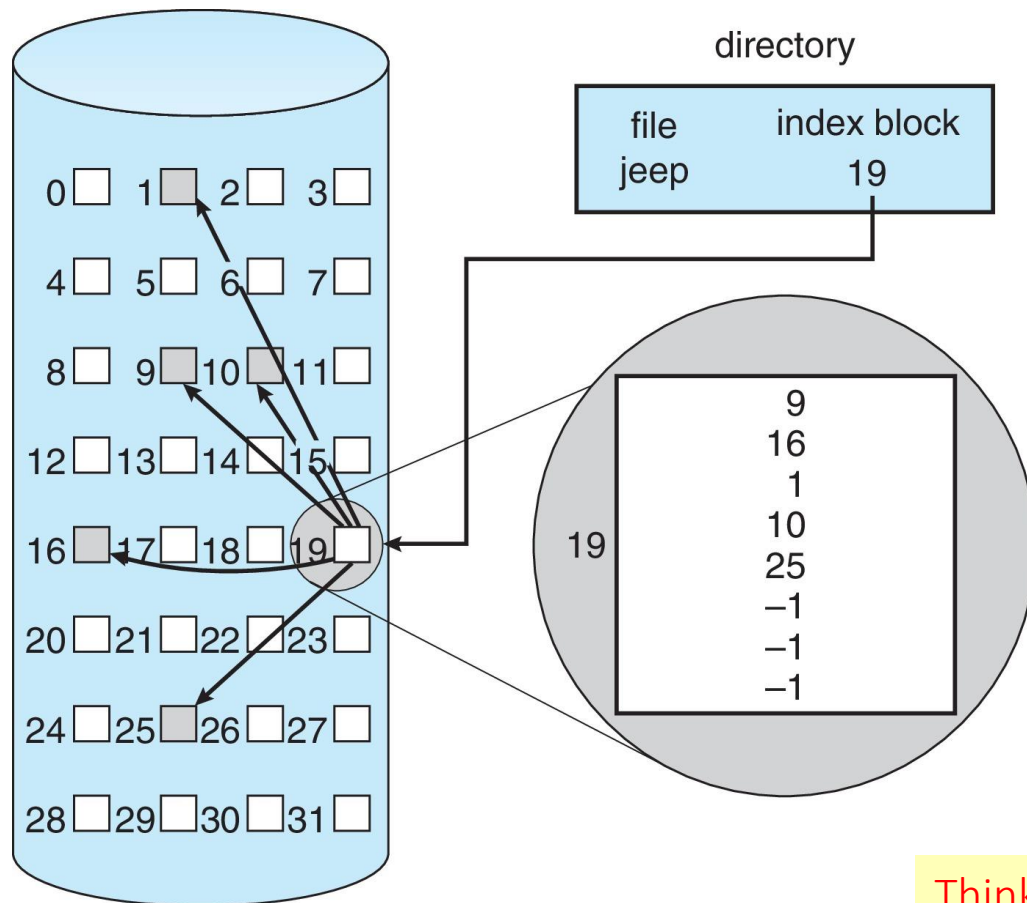 directory
file index block
jeep 19
0 1 2 3
4 5 6 7
8 9 10 11
12 13 14 15
16 17 18 19
20 21 22 23
24 25 26 27
28 29 30 31
19
9
16
1
10
25
–1
–1
–1
Think